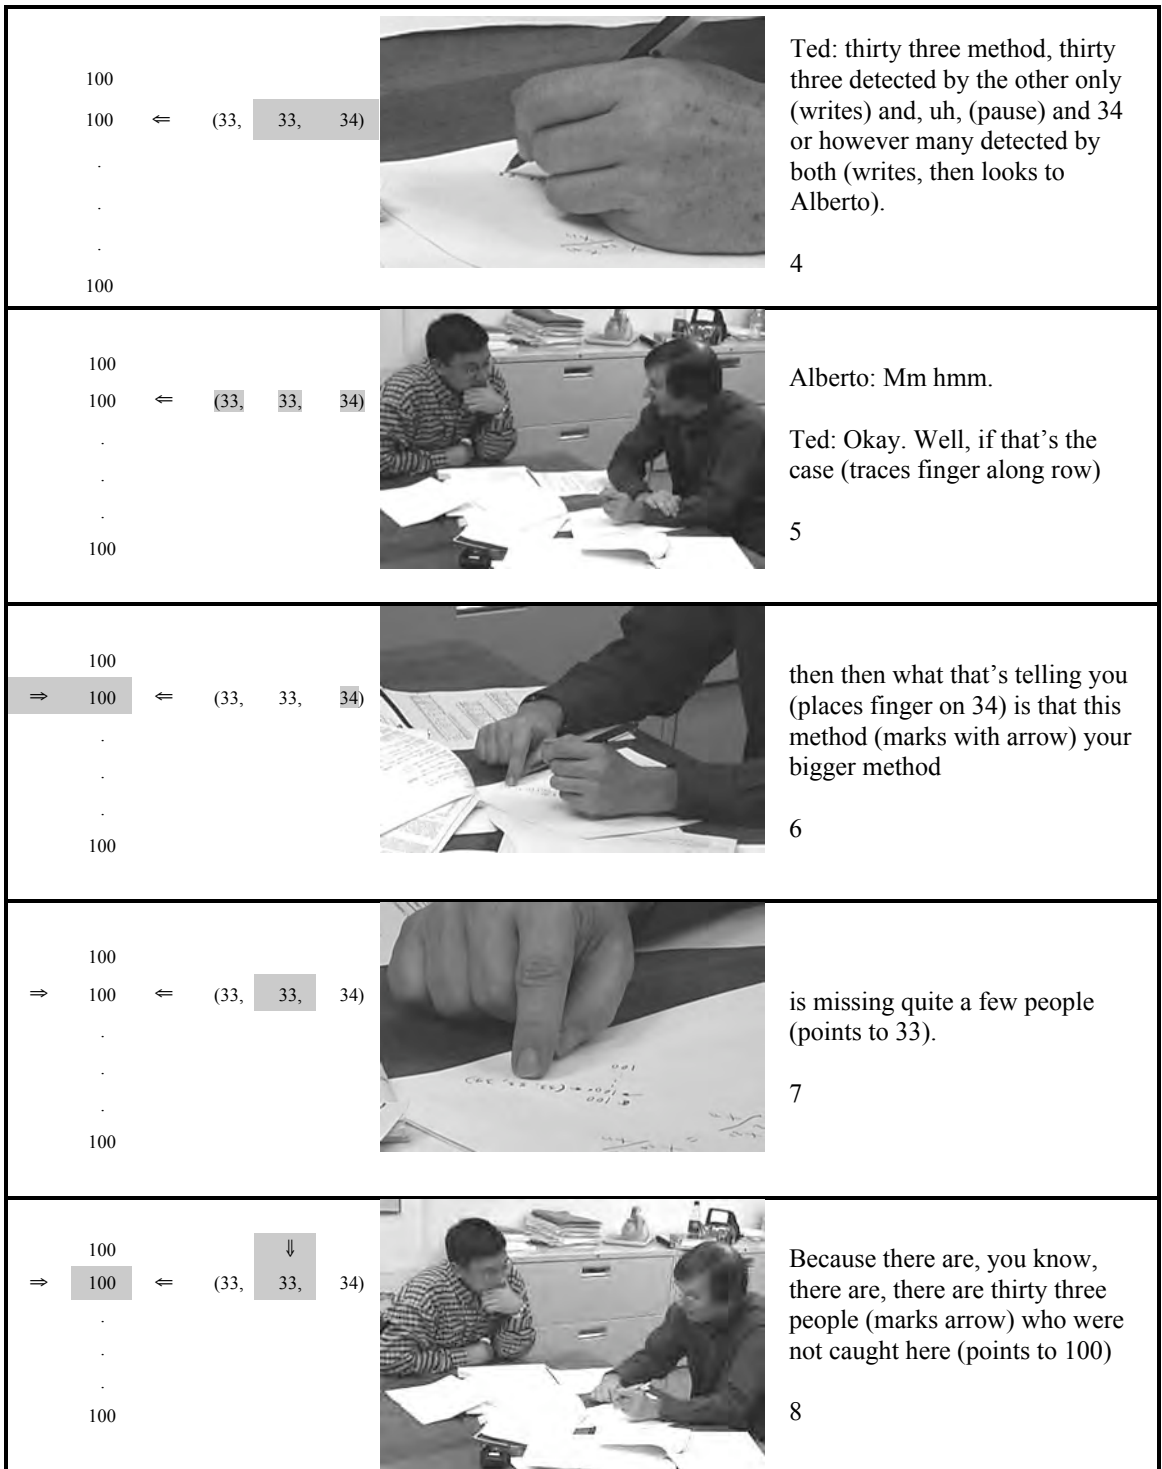 100
100 ⇐ (33, 33, 34)
.
.
.
100
Ted: thirty three method, thirty
three detected by the other only
(writes) and, uh, (pause) and 34
or however many detected by
both (writes, then looks to
Alberto).
4
100
100 ⇐ (33, 33, 34)
.
.
.
100
Alberto: Mm hmm.
Ted: Okay. Well, if that’s the
case (traces finger along row)
5
100
⇒ 100 ⇐ (33, 33, 34)
.
.
.
100
then then what that’s telling you
(places finger on 34) is that this
method (marks with arrow) your
bigger method
6
100
⇒ 100 ⇐ (33, 33, 34)
.
.
.
100
is missing quite a few people
(points to 33).
7
100 ⇓
⇒ 100 ⇐ (33, 33, 34)
.
.
.
100
Because there are, you know,
there are, there are thirty three
people (marks arrow) who were
not caught here (points to 100)
8